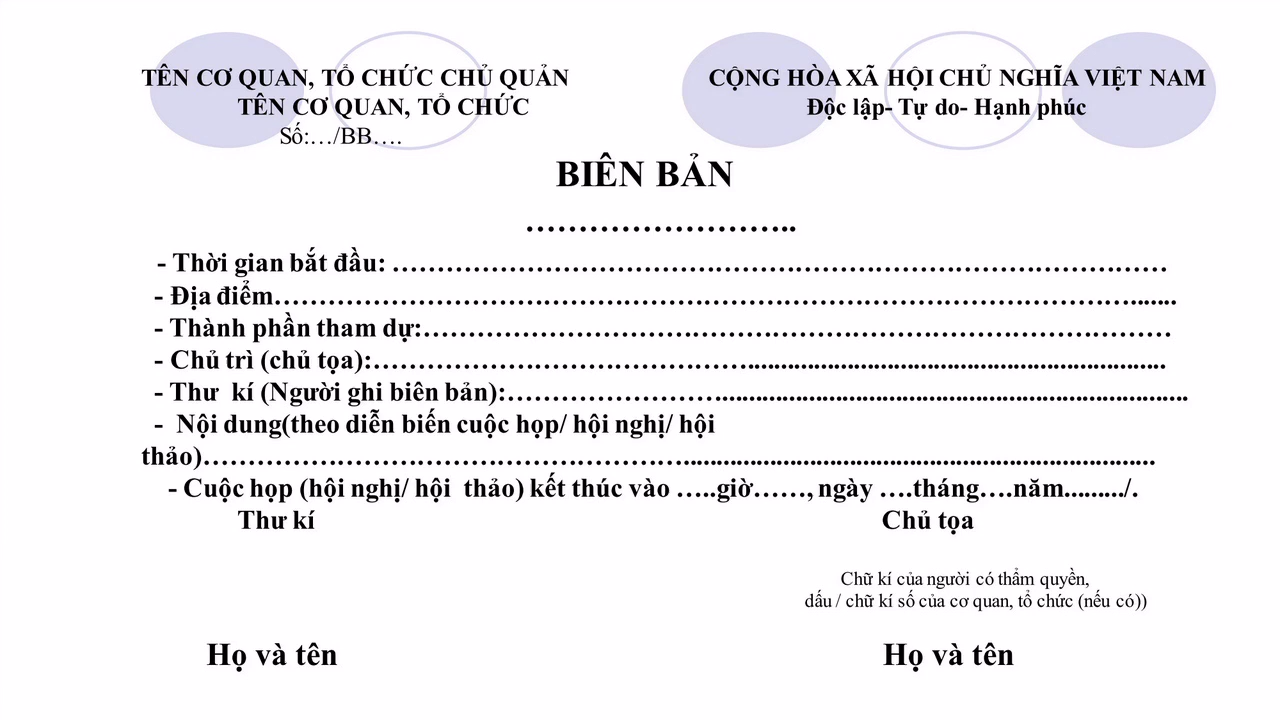 TÊN CƠ QUAN, TỔ CHỨC CHỦ QUẢN
TÊN CƠ QUAN, TỔ CHỨC
Số:…/BB….
CỘNG HÒA XÃ HỘI CHỦ NGHĨA VIỆT NAM
Độc lập- Tự do- Hạnh phúc
BIÊN BẢN
……………………..
- Thời gian bắt đầu: ……………………………………………………………………………
- Địa điểm…………………………………………………………………………………….......
- Thành phần tham dự:…………………………………………………………………………
- Chủ trì (chủ tọa):……………………………………...............................................................
- Thư kí (Người ghi biên bản):……………………......................................................................
- Nội dung(theo diễn biến cuộc họp/ hội nghị/ hội
thảo)………………………………………………......................................................................
- Cuộc họp (hội nghị/ hội thảo) kết thúc vào …..giờ……, ngày ….tháng….năm........./.
Thư kí
Chủ tọa
Chữ kí của người có thẩm quyền,
dấu / chữ kí số của cơ quan, tổ chức (nếu có))
Họ và tên
Họ và tên